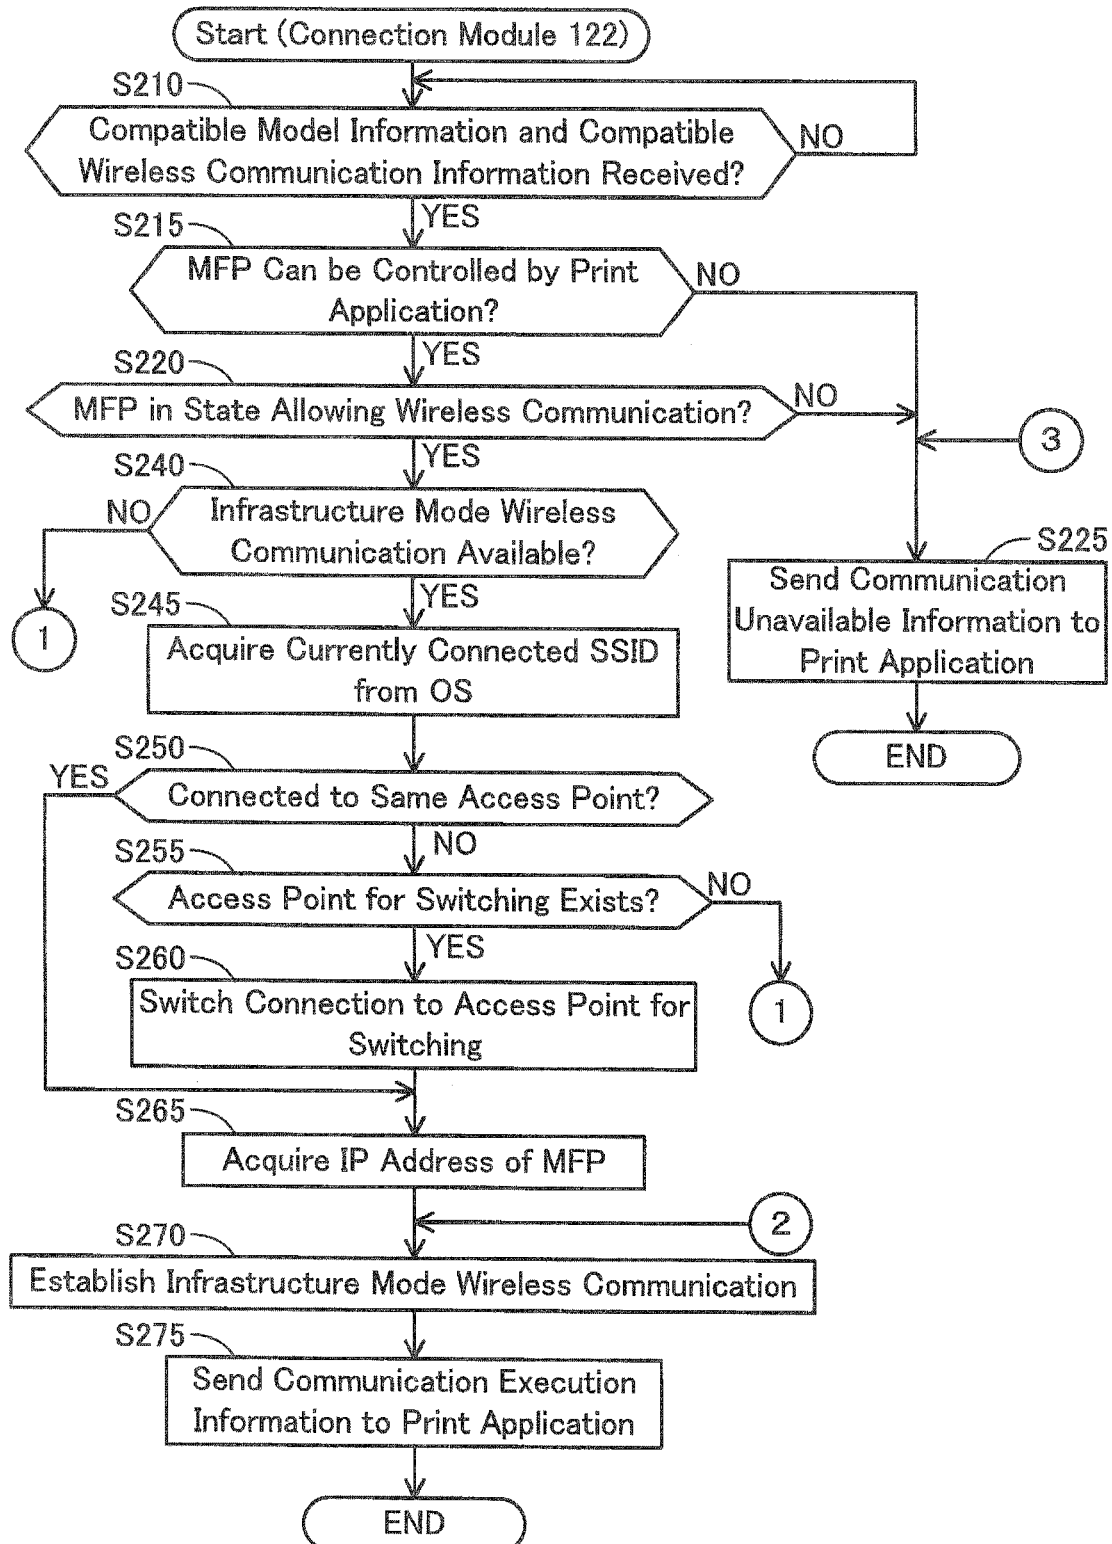 Start (Connection Module 122)
S210
Compatible Model Information and Compatible
Wireless Communication Information Received?
NO
YES
S215
MFP Can be Controlled by Print
Application?
NO
YES
S220
MFP in State Allowing Wireless Communication?
NO
YES
3
S240
Infrastructure Mode Wireless
Communication Available?
NO
YES
1
S225
Send Communication
Unavailable Information to
Print Application
END
S245
Acquire Currently Connected SSID
from OS
S250
Connected to Same Access Point?
YES
NO
S255
Access Point for Switching Exists?
NO
YES
1
S260
Switch Connection to Access Point for
Switching
S265
Acquire IP Address of MFP
2
S270
Establish Infrastructure Mode Wireless Communication
S275
Send Communication Execution
Information to Print Application
END